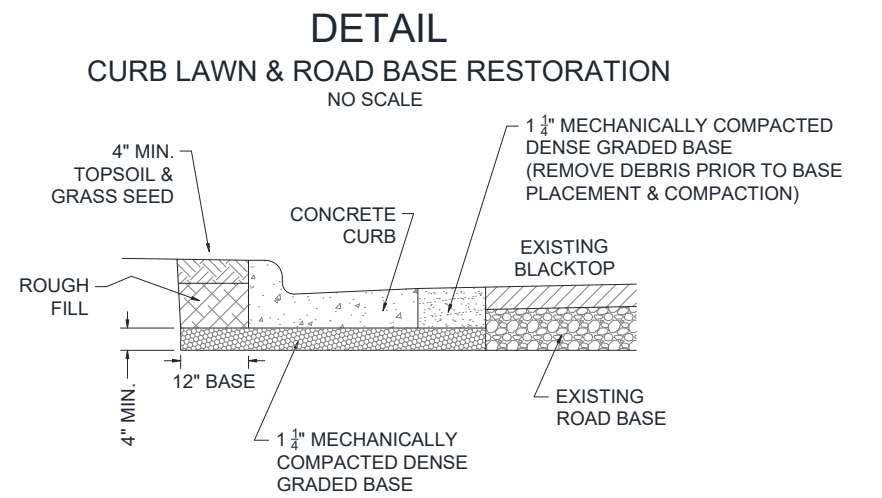 DETAIL
CURB LAWN & ROAD BASE RESTORATION
NO SCALE
1 1/4" MECHANICALLY COMPACTED
DENSE GRADED BASE
(REMOVE DEBRIS PRIOR TO BASE
PLACEMENT & COMPACTION)
4" MIN.
TOPSOIL &
GRASS SEED
CONCRETE
CURB
EXISTING
BLACKTOP
ROUGH
FILL
12" BASE
4" MIN.
EXISTING
ROAD BASE
1 1/4" MECHANICALLY
COMPACTED DENSE
GRADED BASE